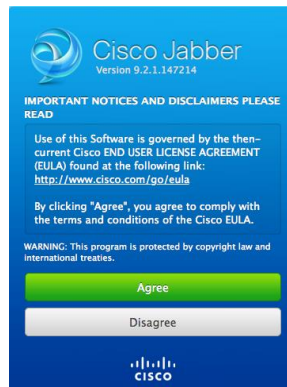 Cisco Jabber
Version 9.2.1.147214
IMPORTANT NOTICES AND DISCLAIMERS PLEASE
READ
Use of this Software is governed by the then-
current Cisco END USER LICENSE AGREEMENT
(EULA) found at the following link:
http://www.cisco.com/go/eula
By clicking "Agree", you agree to comply with
the terms and conditions of the Cisco EULA.
WARNING: This program is protected by copyright law and
international treaties.
Agree
Disagree
CISCO